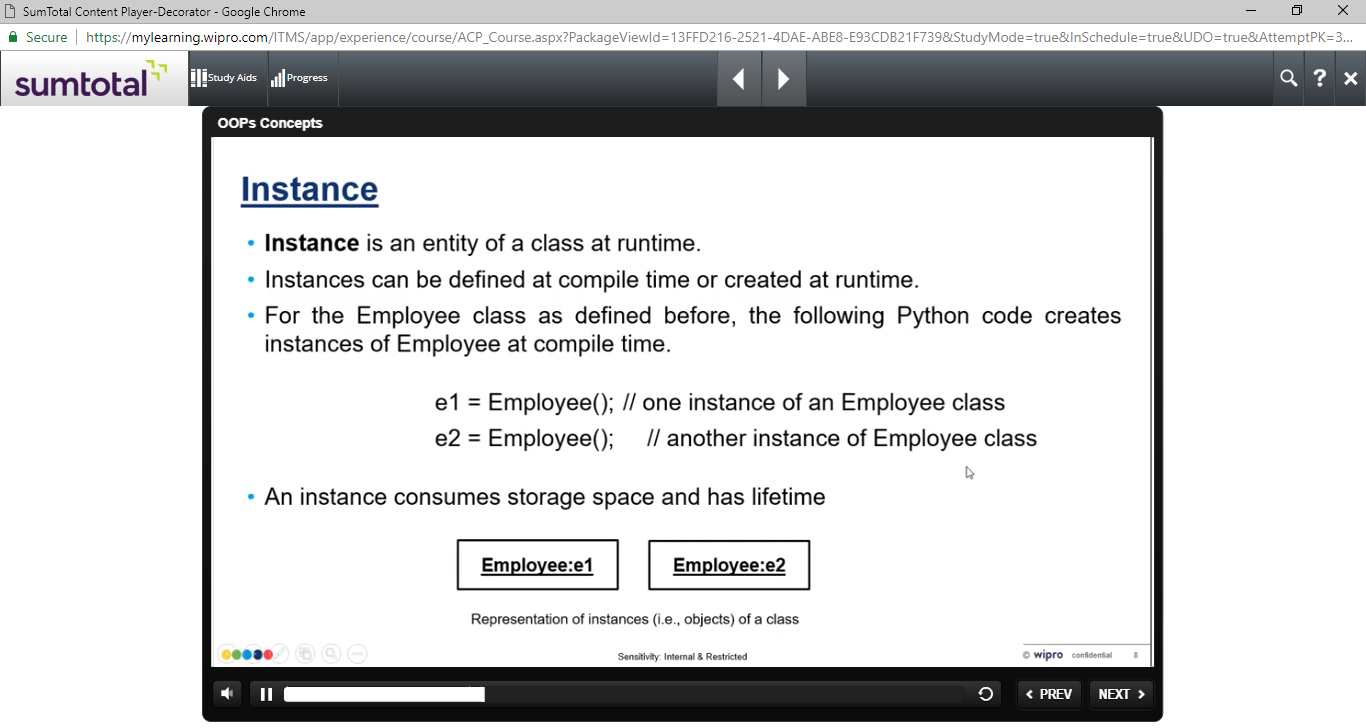 SumTotal Content Player-Decorator - Google Chrome
Secure | https://mylearning.wipro.com/ITMS/app/experience/course/ACP_Course.aspx?PackageViewId=13FFD216-2521-4DAE-ABE8-E93CDB21F739&StudyMode=true&InSchedule=true&UDO=true&AttemptPK=3...
sumtotal Study Aids Progress ?
OOPs Concepts
Instance
• Instance is an entity of a class at runtime.
• Instances can be defined at compile time or created at runtime.
• For the Employee class as defined before, the following Python code creates
instances of Employee at compile time.
e1 = Employee(); // one instance of an Employee class
e2 = Employee(); // another instance of Employee class
• An instance consumes storage space and has lifetime
Employee:e1 Employee:e2
Representation of instances (i.e., objects) of a class
Sensitivity: Internal & Restricted
© wipro confidential 8
PREV NEXT